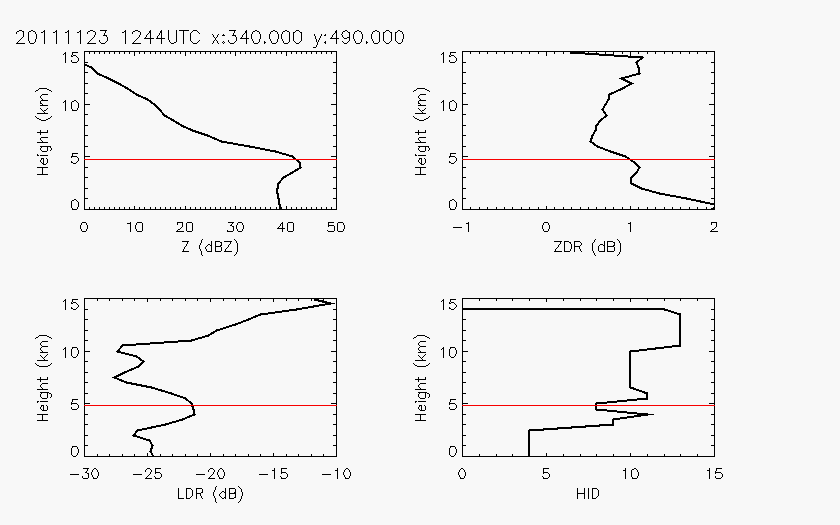 20111123 1244UTC x:340.000 y:490.000
15
10
5
0
Height (km)
0 10 20 30 40 50
Z (dBZ)
15
10
5
0
Height (km)
-1 0 1 2
ZDR (dB)
15
10
5
0
Height (km)
-30 -25 -20 -15 -10
LDR (dB)
15
10
5
0
Height (km)
0 5 10 15
HID